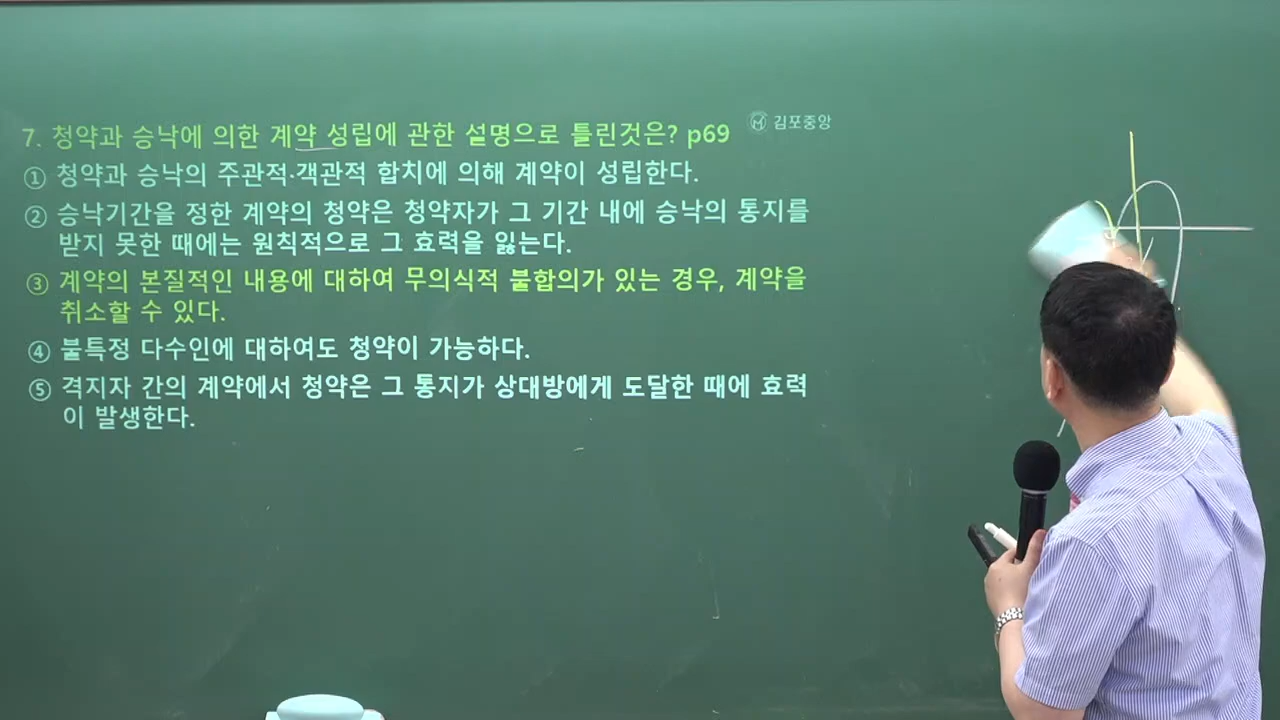 7. 청약과 승낙에 의한 계약 성립에 관한 설명으로 틀린것은? p69
김포중앙
① 청약과 승낙의 주관적·객관적 합치에 의해 계약이 성립한다.
② 승낙기간을 정한 계약의 청약은 청약자가 그 기간 내에 승낙의 통지를
받지 못한 때에는 원칙적으로 그 효력을 잃는다.
③ 계약의 본질적인 내용에 대하여 무의식적 불합의가 있는 경우, 계약을
취소할 수 있다.
④ 불특정 다수인에 대하여도 청약이 가능하다.
⑤ 격지자 간의 계약에서 청약은 그 통지가 상대방에게 도달한 때에 효력
이 발생한다.